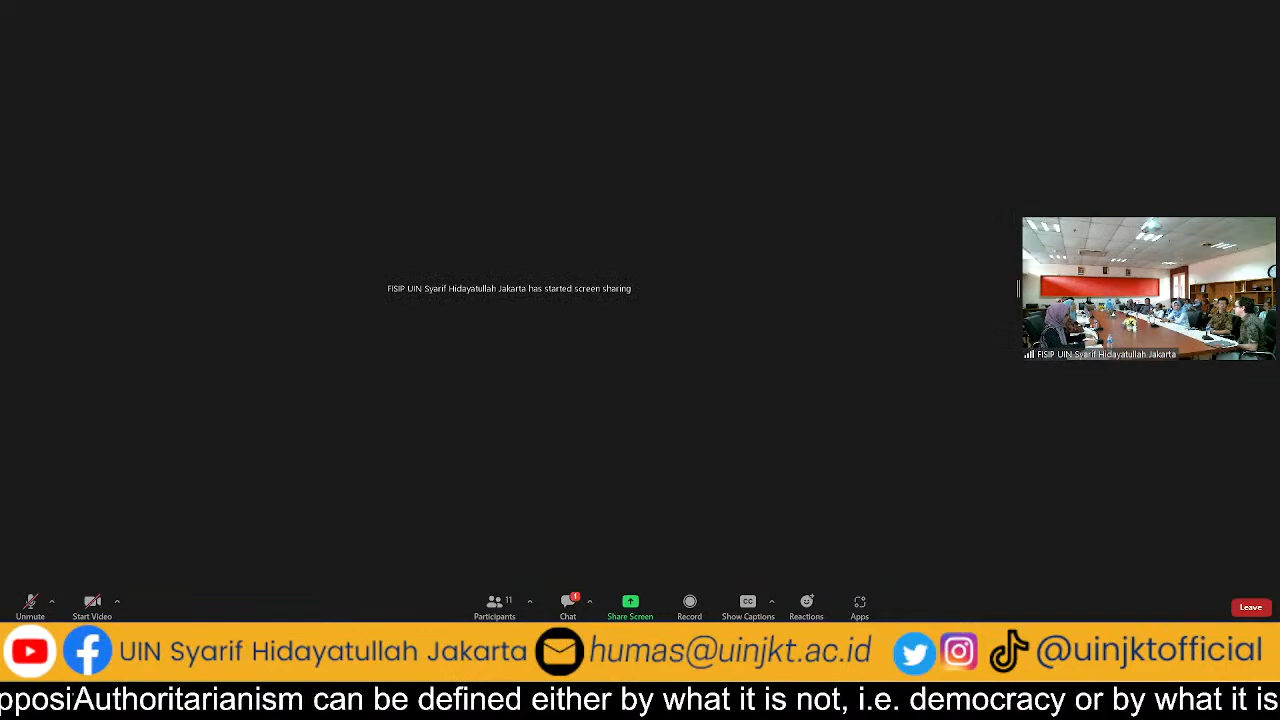 FISIP UIN Syarif Hidayatullah Jakarta has started screen sharing
FISIP UIN Syarif Hidayatullah Jakarta
Unmute
Start Video
11
Participants
1
Chat
Share Screen
Record
CC
Show Captions
Reactions
Apps
Leave
UIN Syarif Hidayatullah Jakarta humas@uinjkt.ac.id @uinjktofficial
pposiAuthoritarianism can be defined either by what it is not, i.e. democracy or by what it is